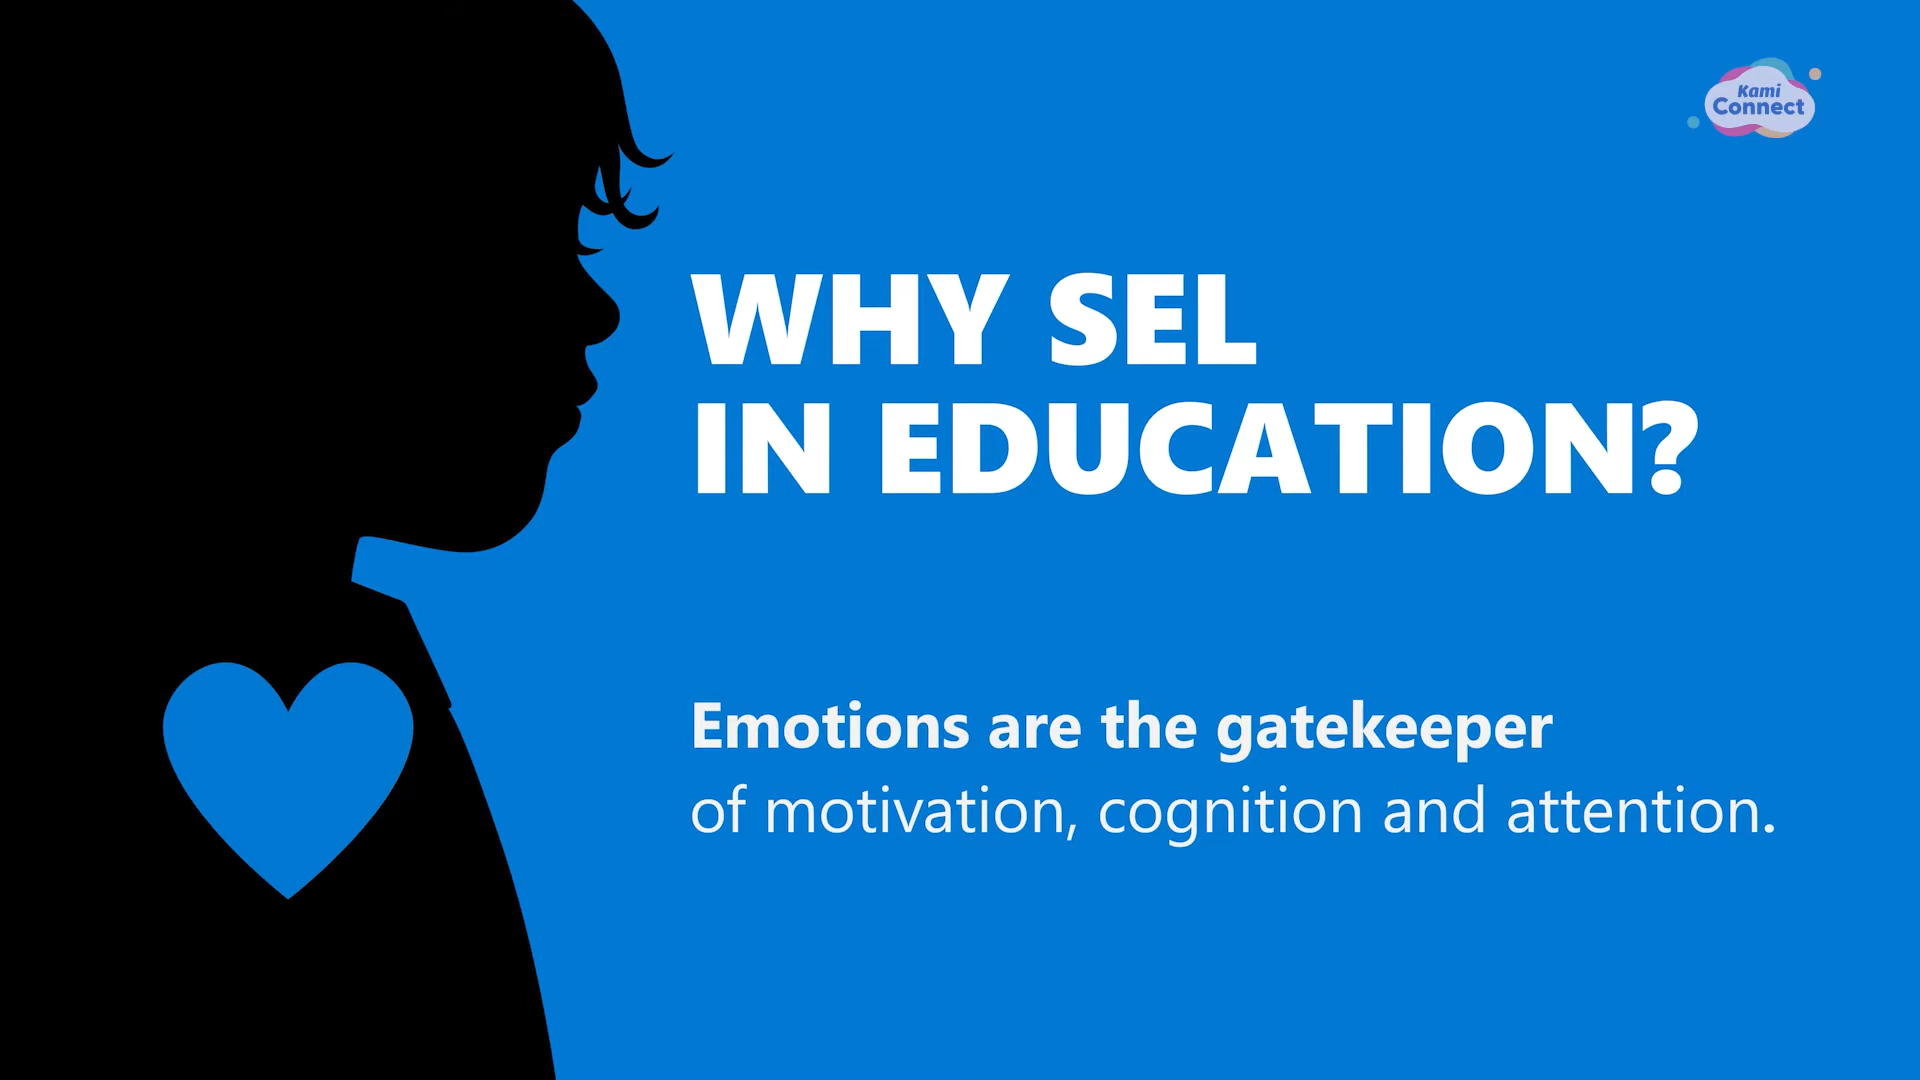 Kami
Connect
WHY SEL
IN EDUCATION?
Emotions are the gatekeeper
of motivation, cognition and attention.